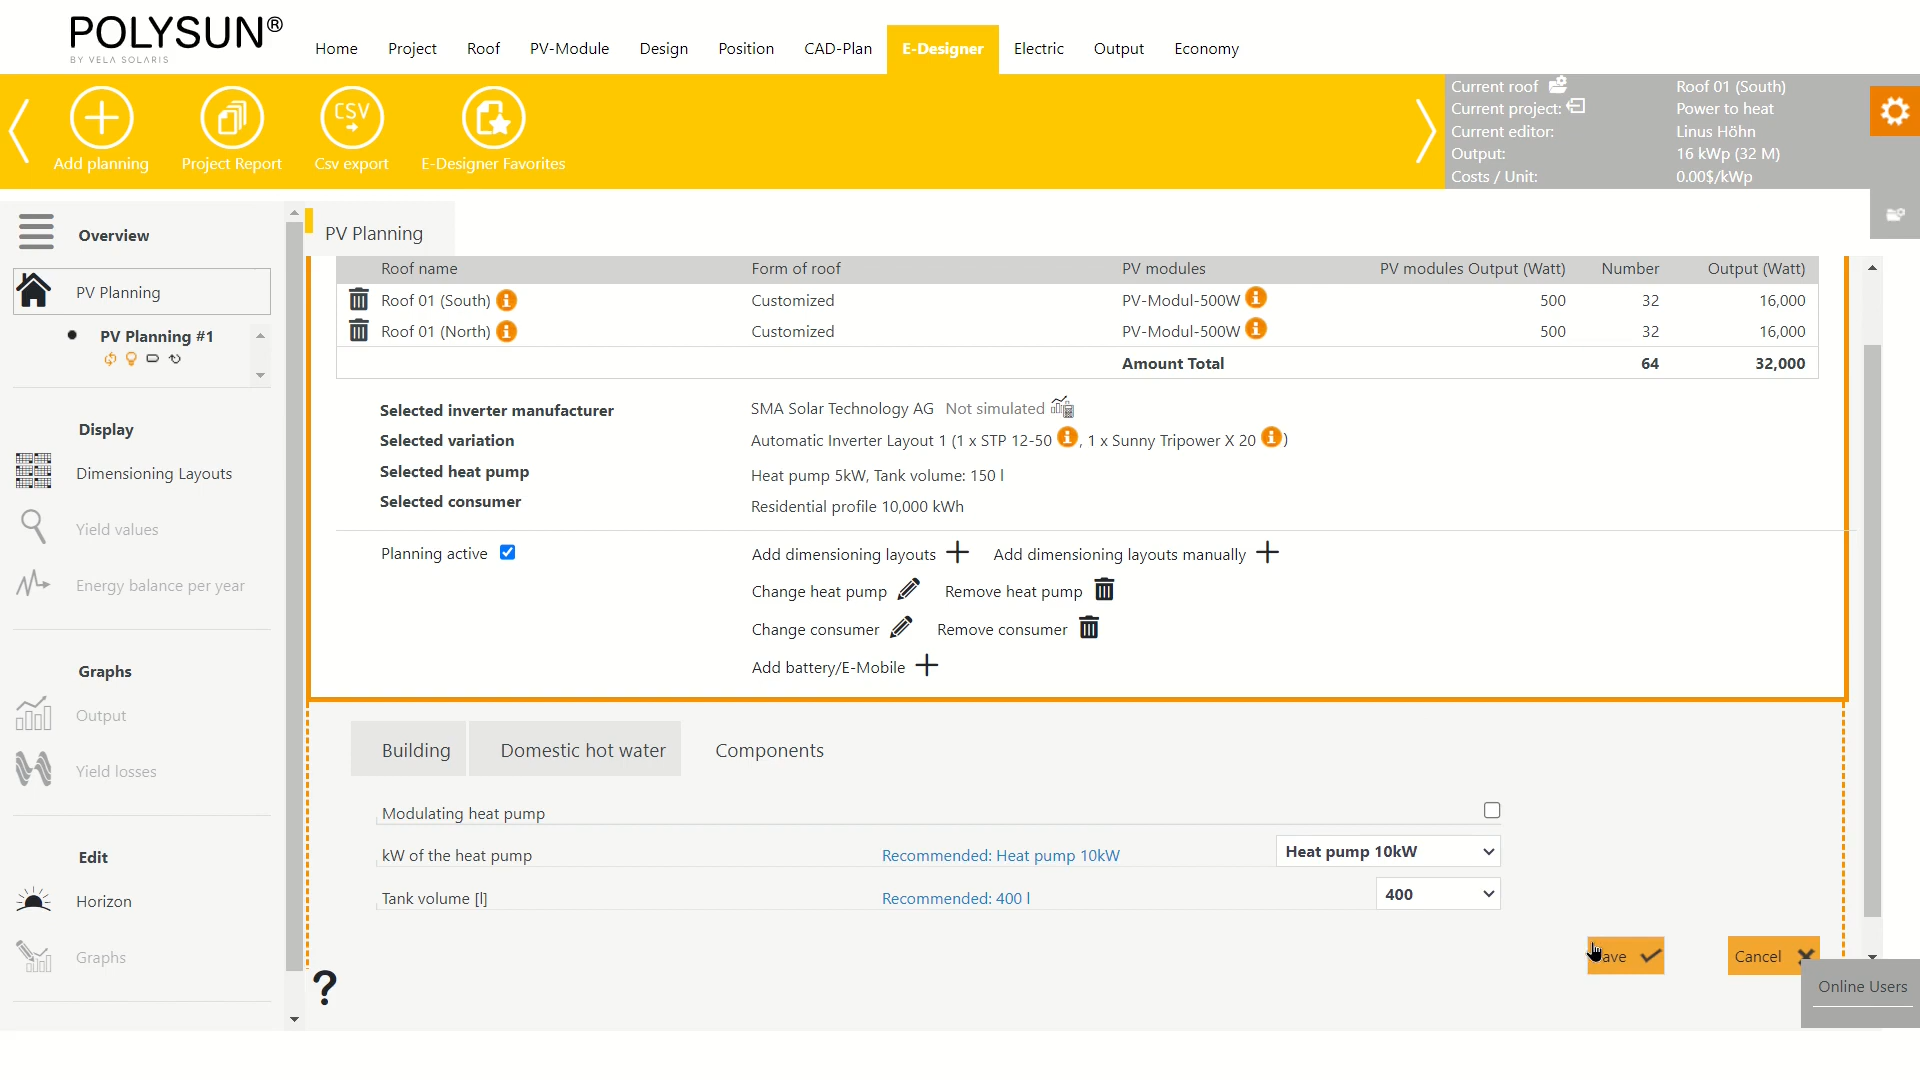 POLYSUN®
BY VELA SOLARIS
Home Project Roof PV-Module Design Position CAD-Plan E-Designer Electric Output Economy
CSV
Add planning Project Report Csv export E-Designer Favorites
Current roof Roof 01 (South)
Current project: Power to heat
Current editor: Linus Höhn
Output: 16 kWp (32 M)
Costs / Unit: 0.00$/kWp
Overview
PV Planning
PV Planning #1
Display
Dimensioning Layouts
Yield values
Energy balance per year
Graphs
Output
Yield losses
Edit
Horizon
Graphs
PV Planning
Roof name Form of roof PV modules PV modules Output (Watt) Number Output (Watt)
Roof 01 (South) Customized PV-Modul-500W 500 32 16,000
Roof 01 (North) Customized PV-Modul-500W 500 32 16,000
Amount Total 64 32,000
Selected inverter manufacturer SMA Solar Technology AG Not simulated
Selected variation Automatic Inverter Layout 1 (1 x STP 12-50 , 1 x Sunny Tripower X 20 )
Selected heat pump Heat pump 5kW, Tank volume: 150 l
Selected consumer Residential profile 10,000 kWh
Planning active Add dimensioning layouts Add dimensioning layouts manually
Change heat pump Remove heat pump
Change consumer Remove consumer
Add battery/E-Mobile
Building Domestic hot water Components
Modulating heat pump
kW of the heat pump Recommended: Heat pump 10kW Heat pump 10kW
Tank volume [l] Recommended: 400 l 400
Cancel
?
Online Users